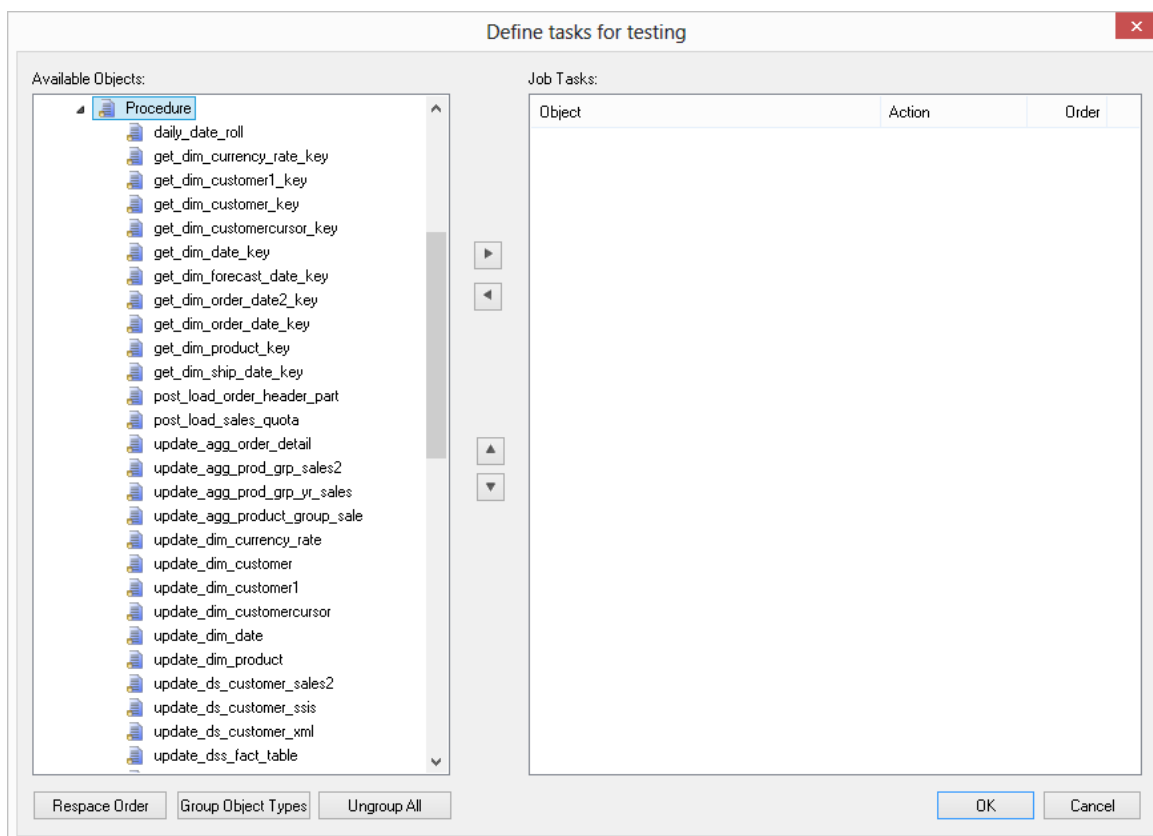 Define tasks for testing
Available Objects:
Procedure
daily_date_roll
get_dim_currency_rate_key
get_dim_customer1_key
get_dim_customer_key
get_dim_customercursor_key
get_dim_date_key
get_dim_forecast_date_key
get_dim_order_date2_key
get_dim_order_date_key
get_dim_product_key
get_dim_ship_date_key
post_load_order_header_part
post_load_sales_quota
update_agg_order_detail
update_agg_prod_grp_sales2
update_agg_prod_grp_yr_sales
update_agg_product_group_sale
update_dim_currency_rate
update_dim_customer
update_dim_customer1
update_dim_customercursor
update_dim_date
update_dim_product
update_ds_customer_sales2
update_ds_customer_ssis
update_ds_customer_xml
update_dss_fact_table
Respace Order Group Object Types Ungroup All
Job Tasks:
Object Action Order
OK Cancel